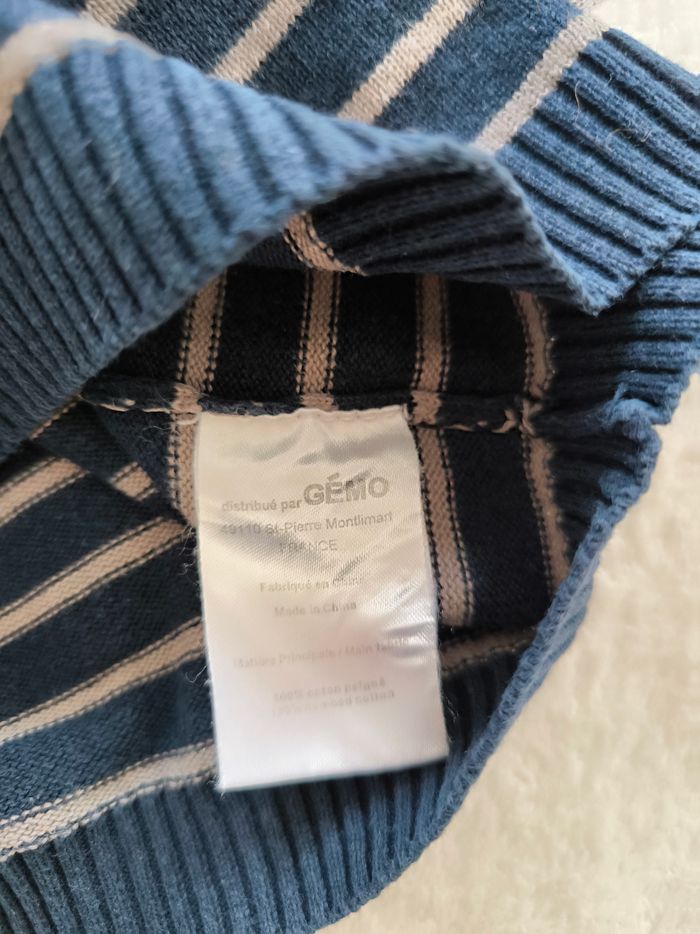 distribué par GÉMO
49110 St-Pierre Montlimart
FRANCE
Fabriqué en Chine
Made in China
Matière Principale / Main fabric
100% coton peigné
100% combed cotton